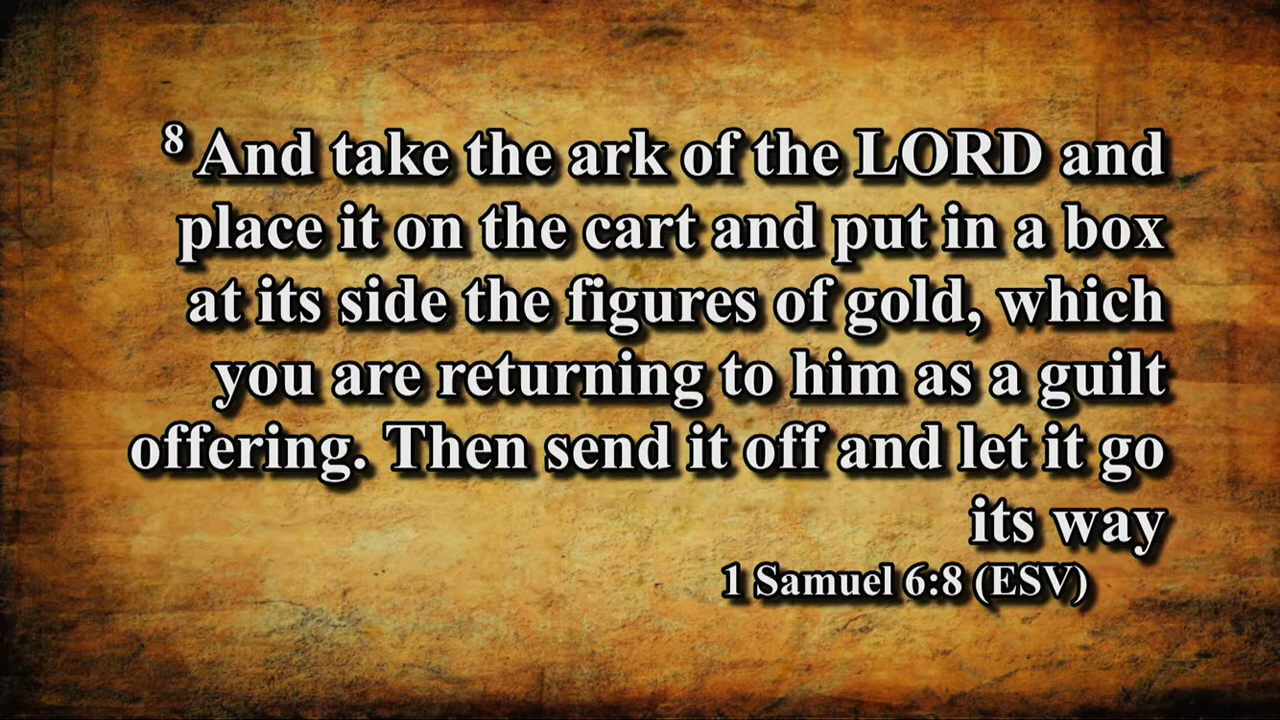 8 And take the ark of the LORD and
place it on the cart and put in a box
at its side the figures of gold, which
you are returning to him as a guilt
offering. Then send it off and let it go
its way
1 Samuel 6:8 (ESV)